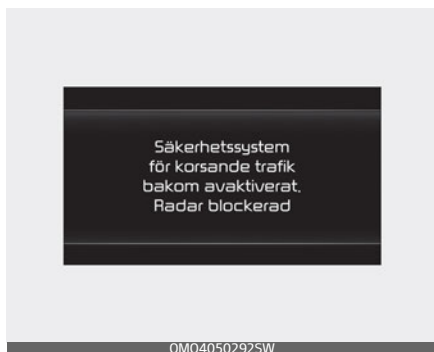 Säkerhetssystem
för korsande trafik
bakom avaktiverat.
Radar blockerad
OMQ4050292SW